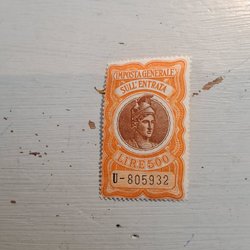 IMPOSTA GENERALE
SULL'ENTRATA
LIRE 500
U-805932